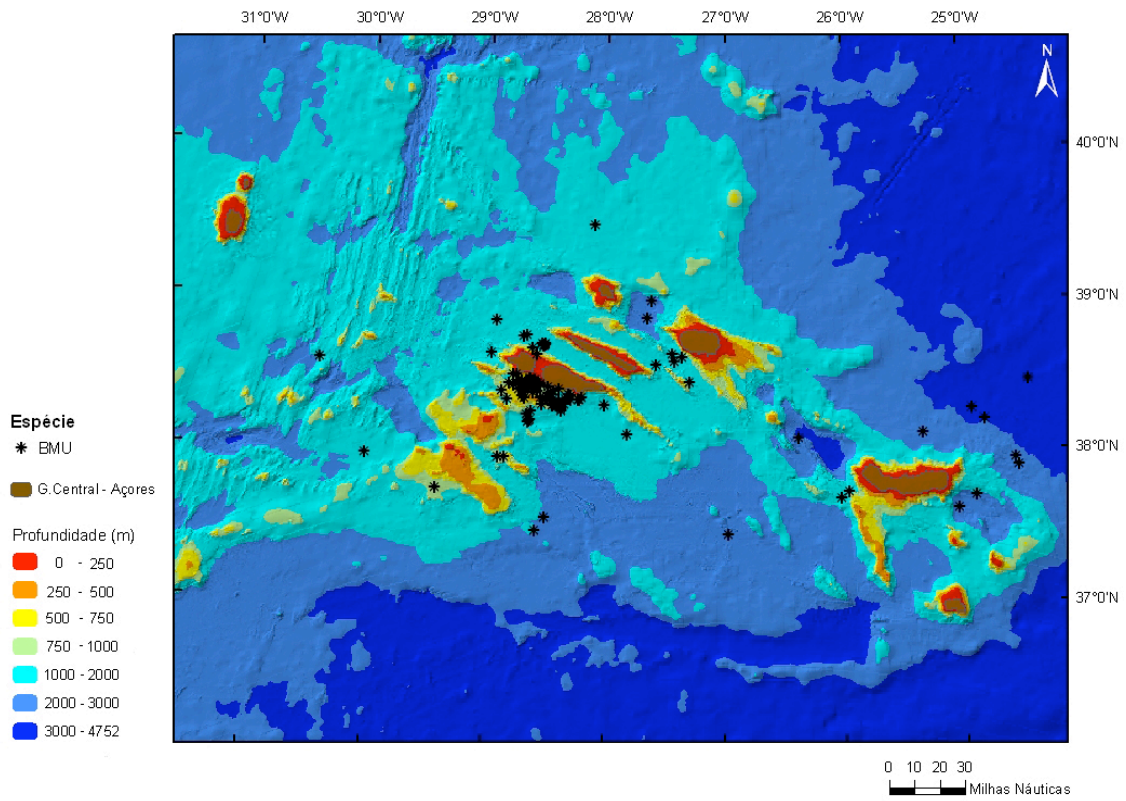 31°0'W 30°0'W 29°0'W 28°0'W 27°0'W 26°0'W 25°0'W
N
40°0'N
39°0'N
38°0'N
37°0'N
Espécie
BMU
G.Central - Açores
Profundidade (m)
0 - 250
250 - 500
500 - 750
750 - 1000
1000 - 2000
2000 - 3000
3000 - 4752
0 10 20 30
Milhas Náuticas